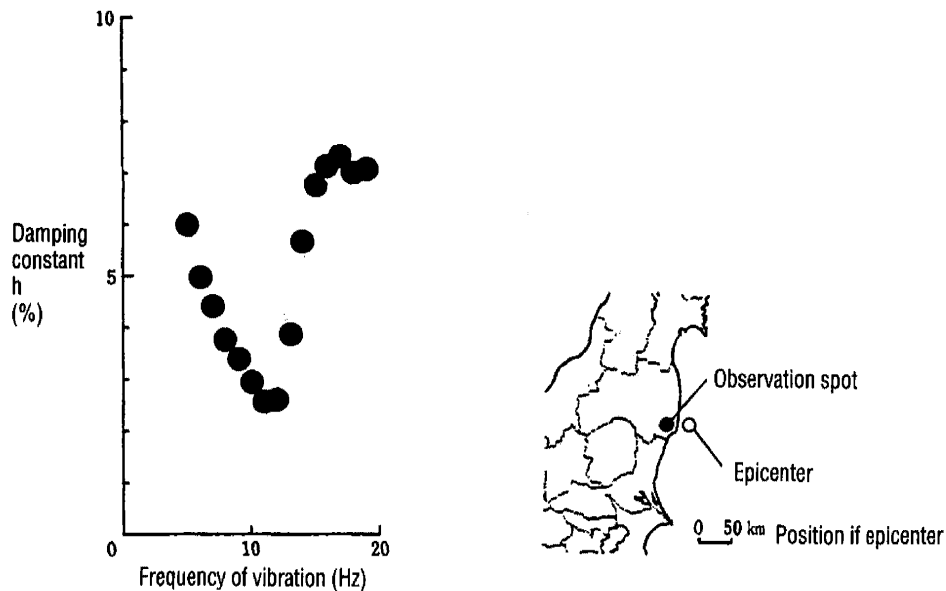 10
5
0
10
20
Damping
constant
h
(%)
Frequency of vibration (Hz)
Observation spot
Epicenter
0 50 km Position if epicenter